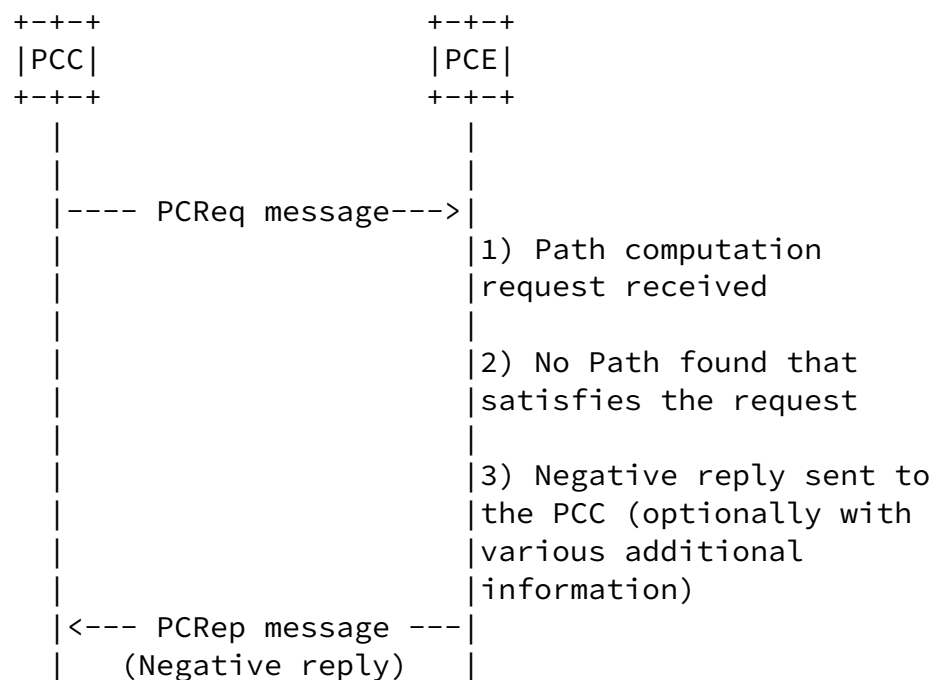 +-+-+                  +-+-+
|PCC|                  |PCE|
+-+-+                  +-+-+
  |                      |
  |                      |
  |---- PCReq message--->|
  |                      |1) Path computation
  |                      |request received
  |                      |
  |                      |2) No Path found that
  |                      |satisfies the request
  |                      |
  |                      |3) Negative reply sent to
  |                      |the PCC (optionally with
  |                      |various additional
  |                      |information)
  |<--- PCRep message ---|
  |   (Negative reply)   |